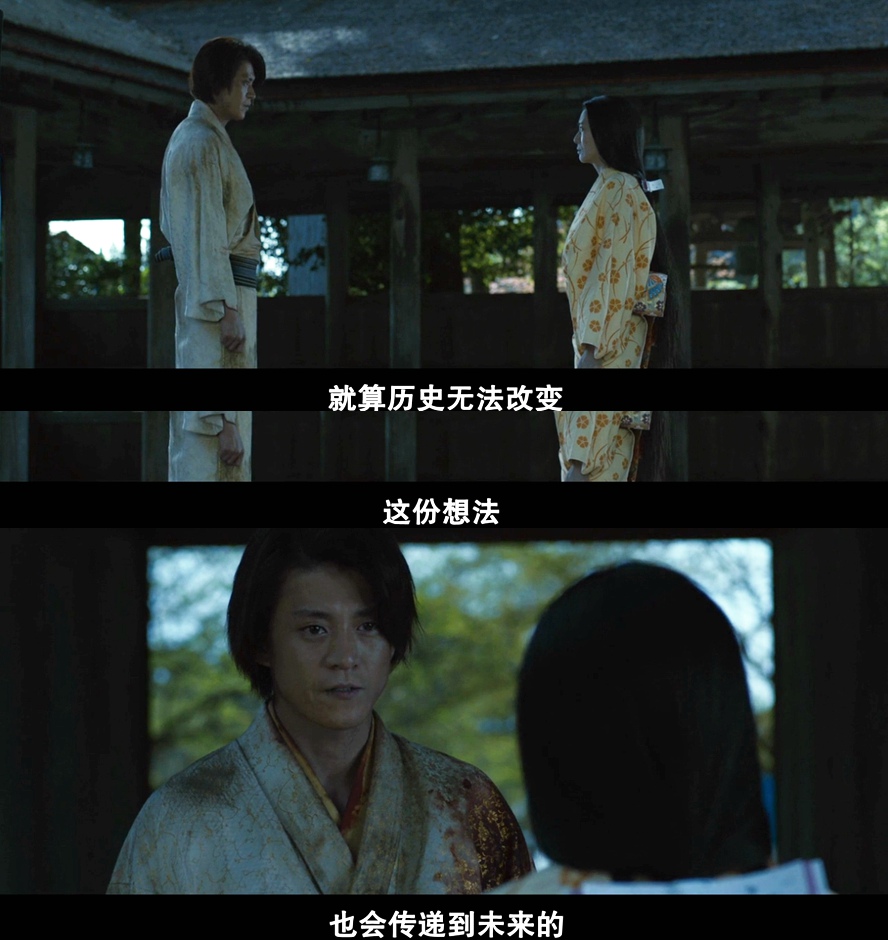 就算历史无法改变
这份想法
也会传递到未来的